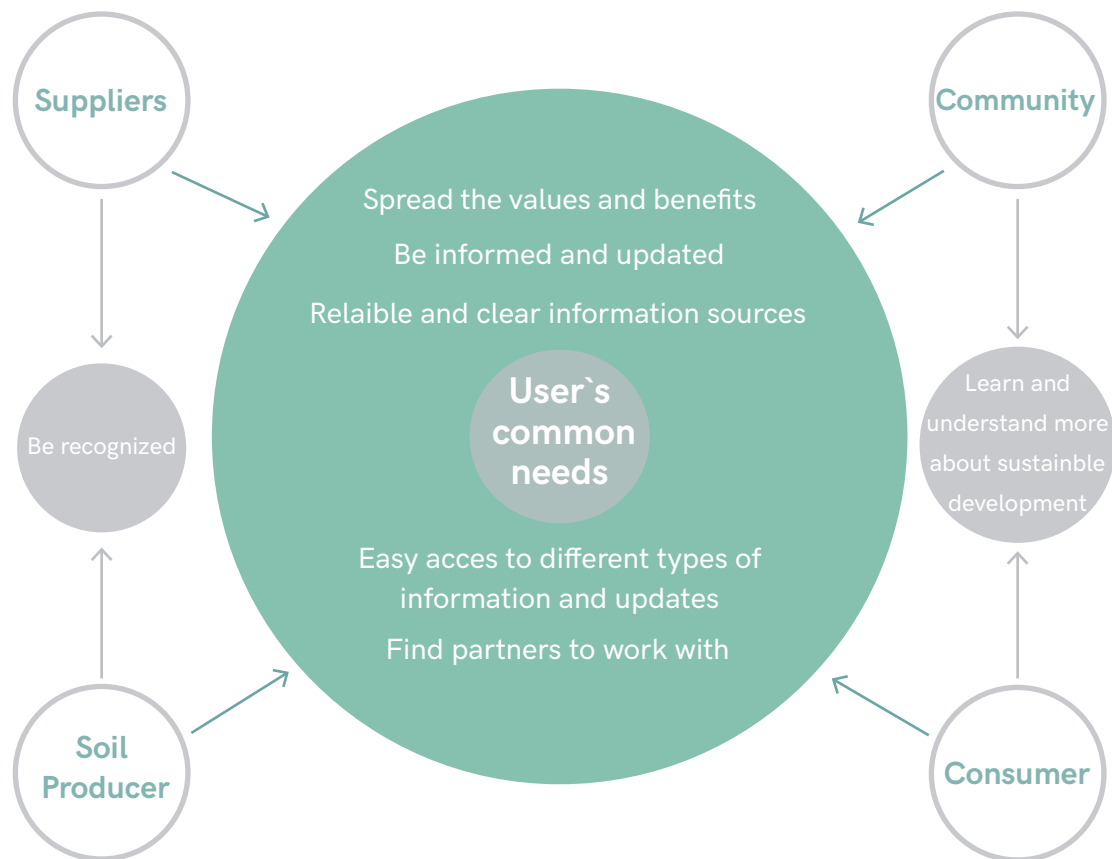 Suppliers
Community
Spread the values and benefits
Be informed and updated
Relaible and clear information sources
User`s
common
needs
Be recognized
Learn and
understand more
about sustainble
development
Easy acces to different types of
information and updates
Find partners to work with
Soil
Producer
Consumer